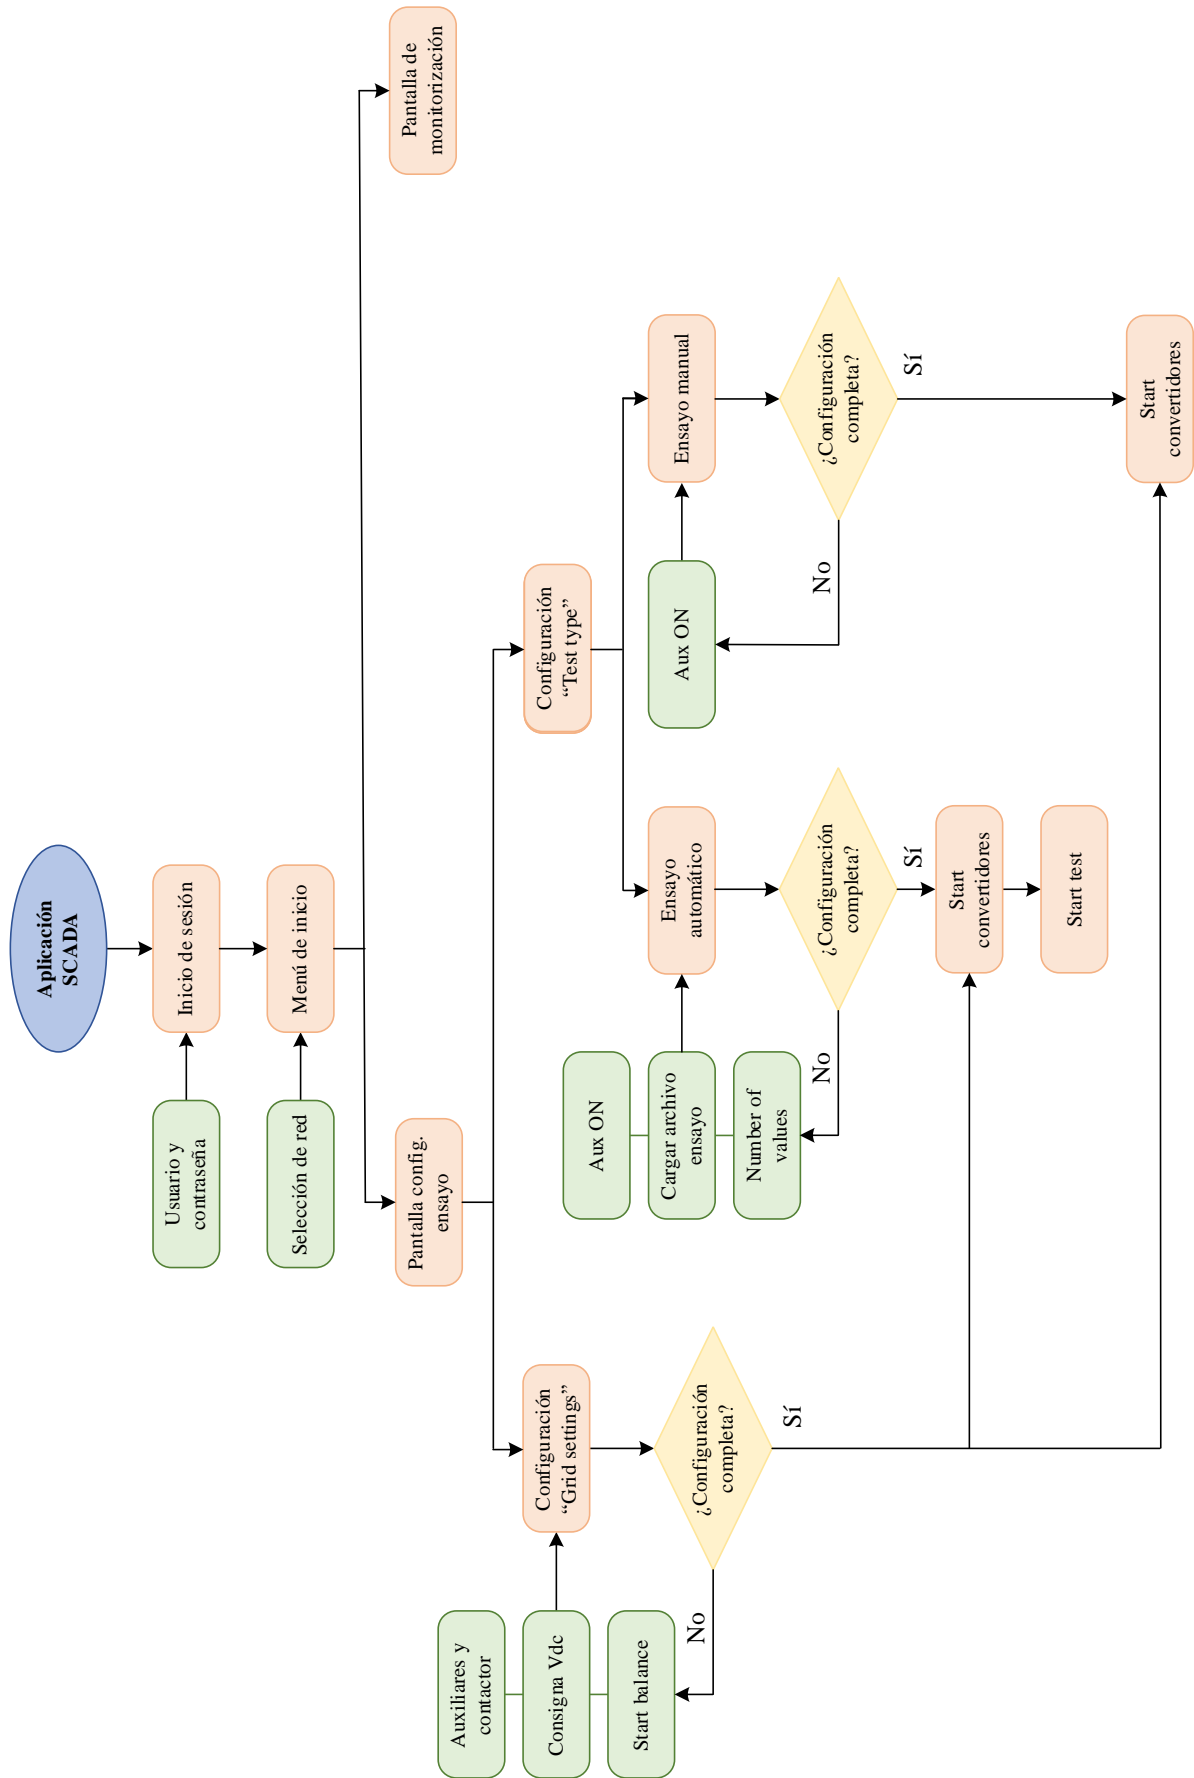 Aplicación
SCADA
Usuario y
contraseña
Inicio de sesión
Selección de red
Menú de inicio
Pantalla config.
ensayo
Pantalla de
monitorización
Auxiliares y
contactor
Consigna Vdc
Start balance
Configuración
“Grid settings”
¿Configuración
completa?
No
Sí
Configuración
“Test type”
Aux ON
Cargar archivo
ensayo
Number of
values
Ensayo
automático
¿Configuración
completa?
No
Sí
Start
convertidores
Start test
Aux ON
Ensayo manual
¿Configuración
completa?
No
Sí
Start
convertidores